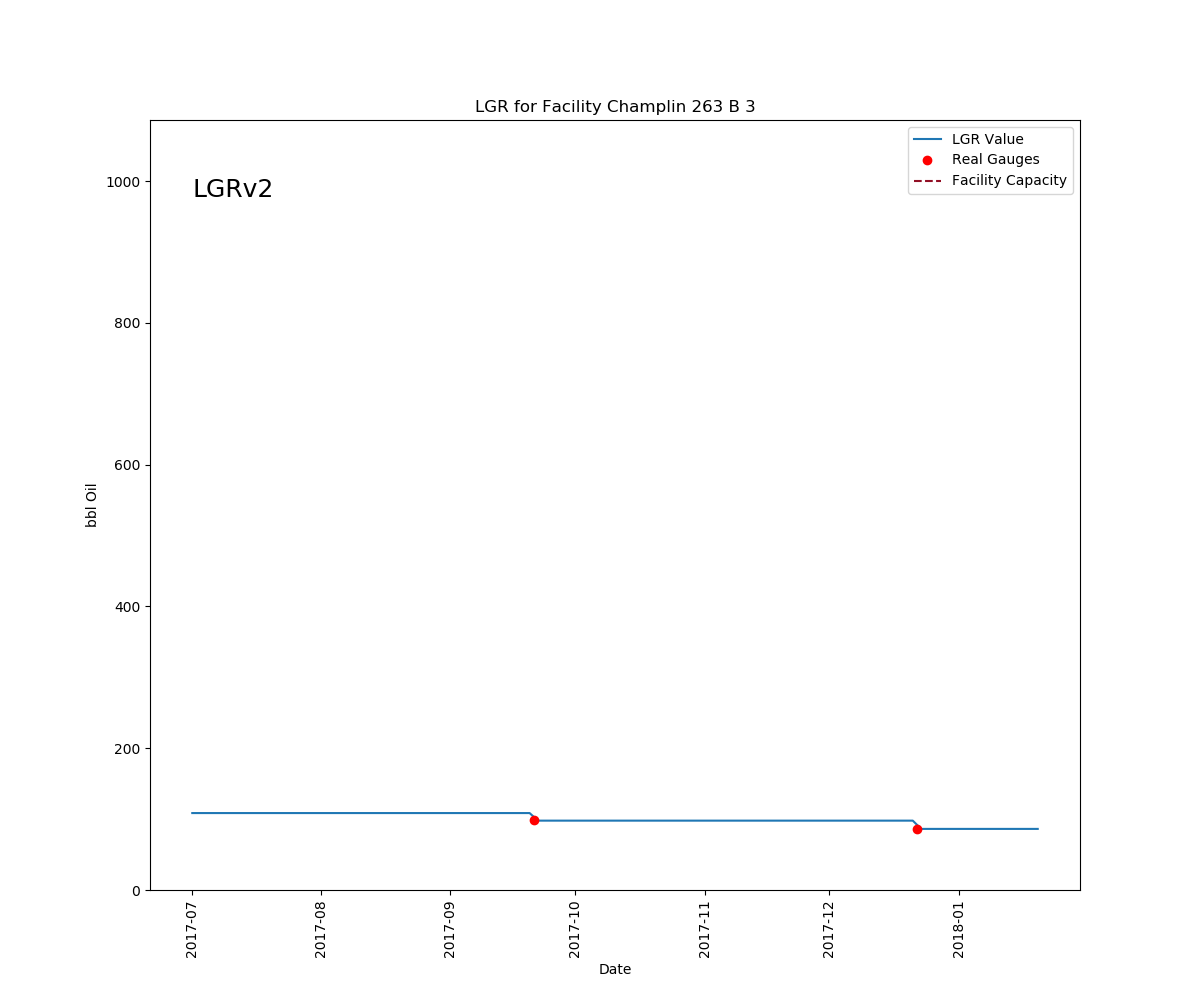 LGR for Facility Champlin 263 B 3
LGRv2
LGR Value
Real Gauges
Facility Capacity
1000
800
600
400
200
0
bbl Oil
2017-07
2017-08
2017-09
2017-10
2017-11
2017-12
2018-01
Date